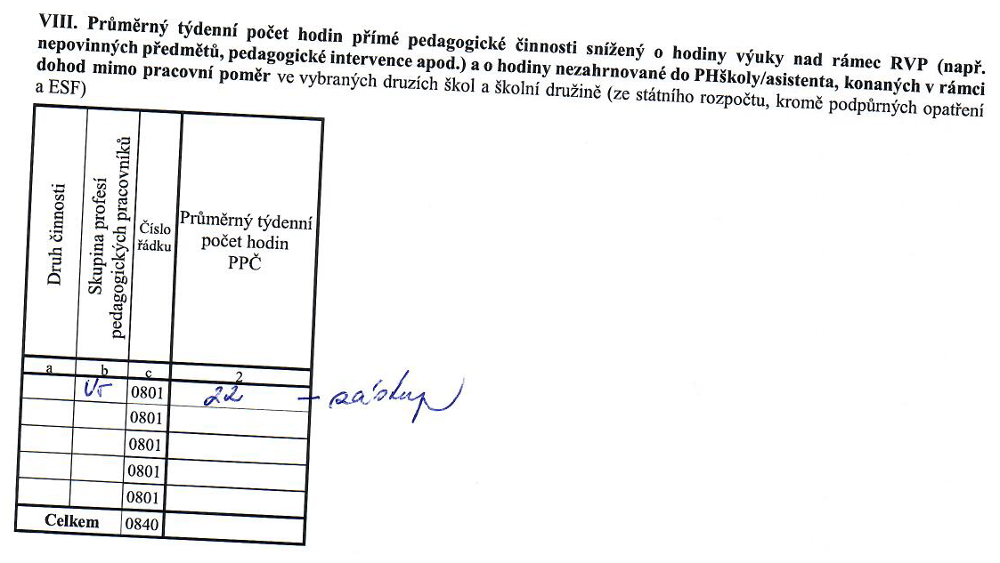 VIII. Průměrný týdenní počet hodin přímé pedagogické činnosti snížený o hodiny výuky nad rámec RVP (např.
nepovinných předmětů, pedagogické intervence apod.) a o hodiny nezahrnované do PHškoly/asistenta, konaných v rámci
dohod mimo pracovní poměr ve vybraných druzích škol a školní družině (ze státního rozpočtu, kromě podpůrných opatření
a ESF)
Druh činnosti
Skupina profesí
pedagogických pracovníků
Číslo
řádku
Průměrný týdenní
počet hodin
PPČ
a b c 2
0801 22 - zástup
0801
0801
0801
0801
Celkem 0840